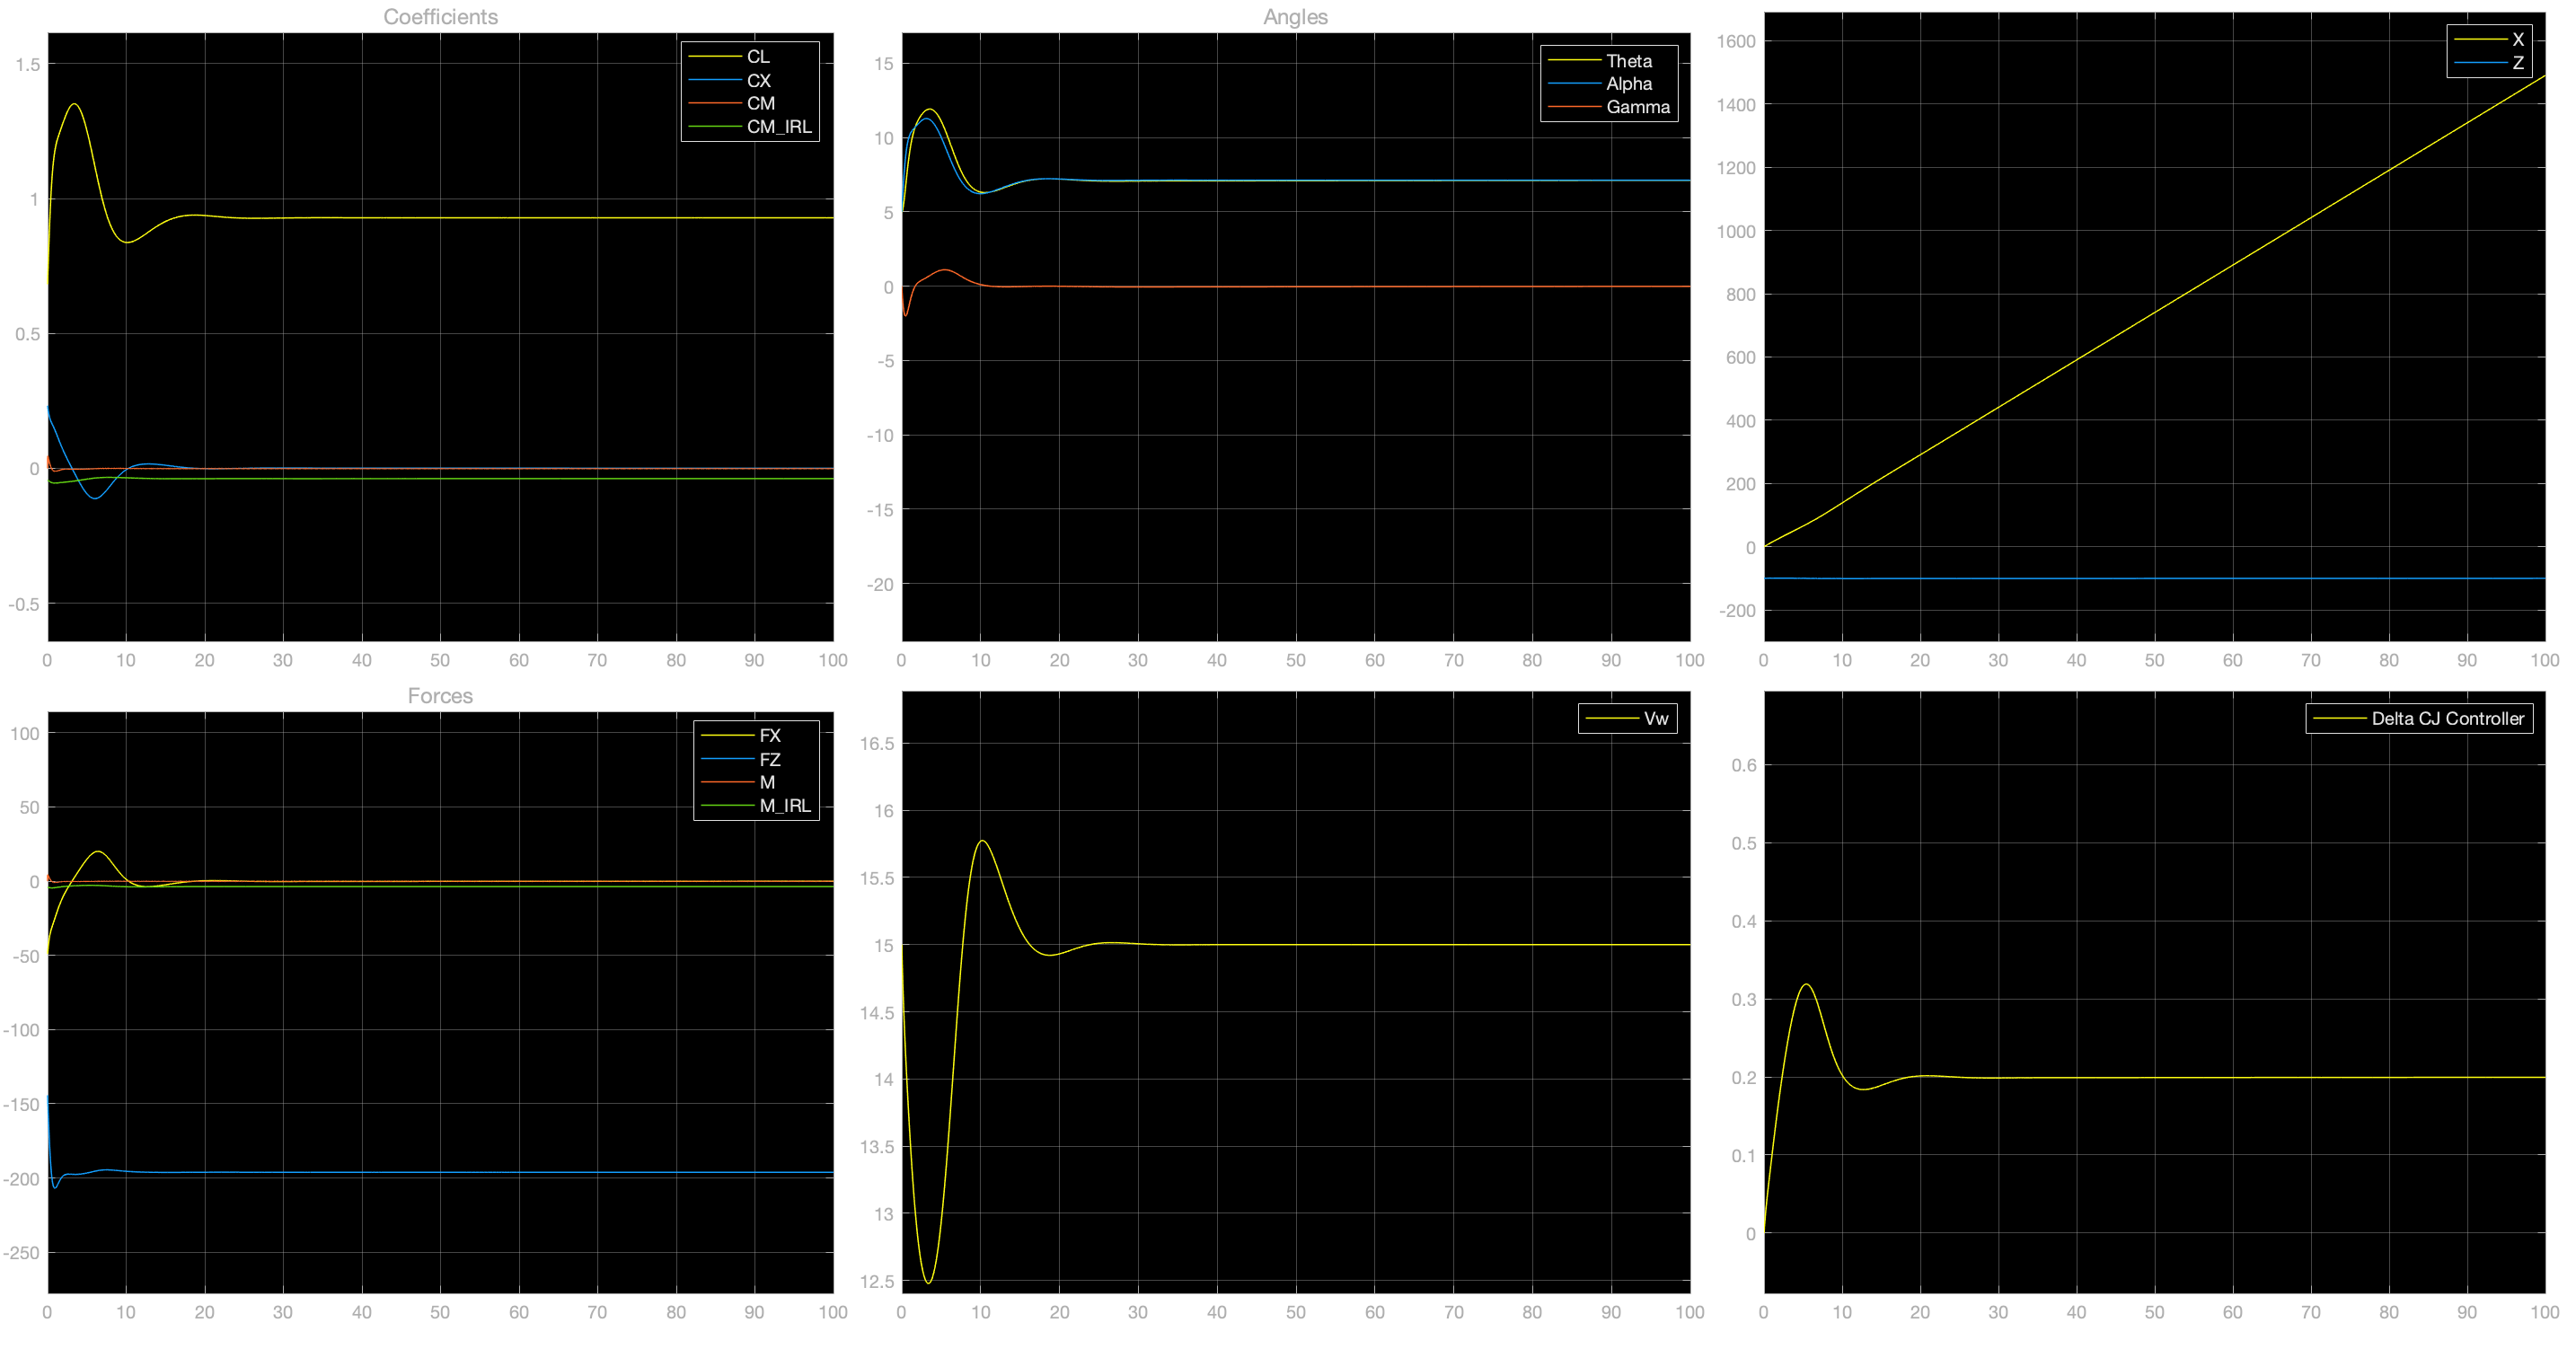 Coefficients
1.5
1
0.5
0
-0.5
CL
CX
CM
CM_IRL
0 10 20 30 40 50 60 70 80 90 100
Angles
15
10
5
0
-5
-10
-15
-20
Theta
Alpha
Gamma
0 10 20 30 40 50 60 70 80 90 100
1600
1400
1200
1000
800
600
400
200
0
-200
X
Z
0 10 20 30 40 50 60 70 80 90 100
Forces
100
50
0
-50
-100
-150
-200
-250
FX
FZ
M
M_IRL
0 10 20 30 40 50 60 70 80 90 100
16.5
16
15.5
15
14.5
14
13.5
13
12.5
Vw
0 10 20 30 40 50 60 70 80 90 100
0.6
0.5
0.4
0.3
0.2
0.1
0
Delta CJ Controller
0 10 20 30 40 50 60 70 80 90 100